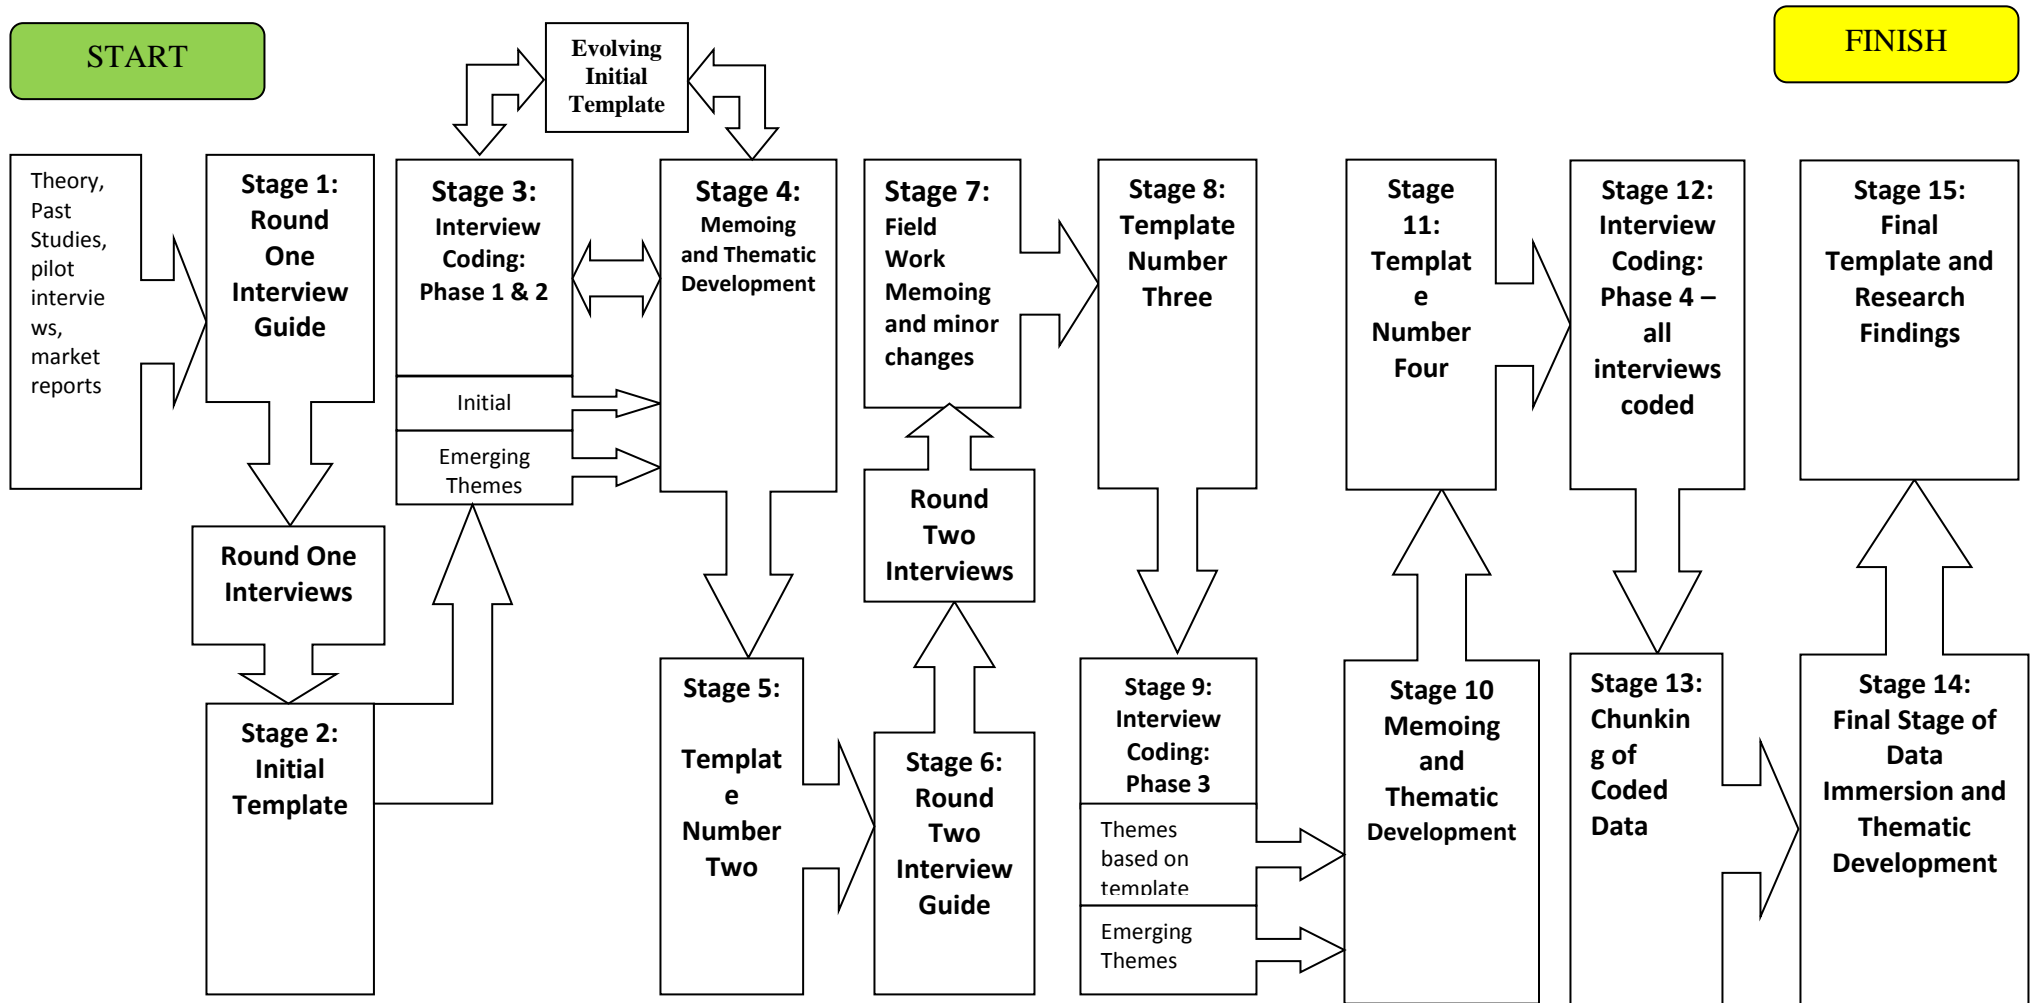 START
FINISH
Evolving
Initial
Template
Theory,
Past
Studies,
pilot
intervie
ws,
market
reports
Stage 1:
Round
One
Interview
Guide
Round One
Interviews
Stage 2:
Initial
Template
Stage 3:
Interview
Coding:
Phase 1 & 2
Initial
Emerging
Themes
Stage 4:
Memoing
and Thematic
Development
Stage 5:
Templat
e
Number
Two
Stage 6:
Round
Two
Interview
Guide
Round
Two
Interviews
Stage 7:
Field
Work
Memoing
and minor
changes
Stage 8:
Template
Number
Three
Stage 9:
Interview
Coding:
Phase 3
Themes
based on
template
Emerging
Themes
Stage 10
Memoing
and
Thematic
Development
Stage
11:
Templat
e
Number
Four
Stage 12:
Interview
Coding:
Phase 4 –
all
interviews
coded
Stage 13:
Chunkin
g of
Coded
Data
Stage 14:
Final Stage of
Data
Immersion and
Thematic
Development
Stage 15:
Final
Template and
Research
Findings